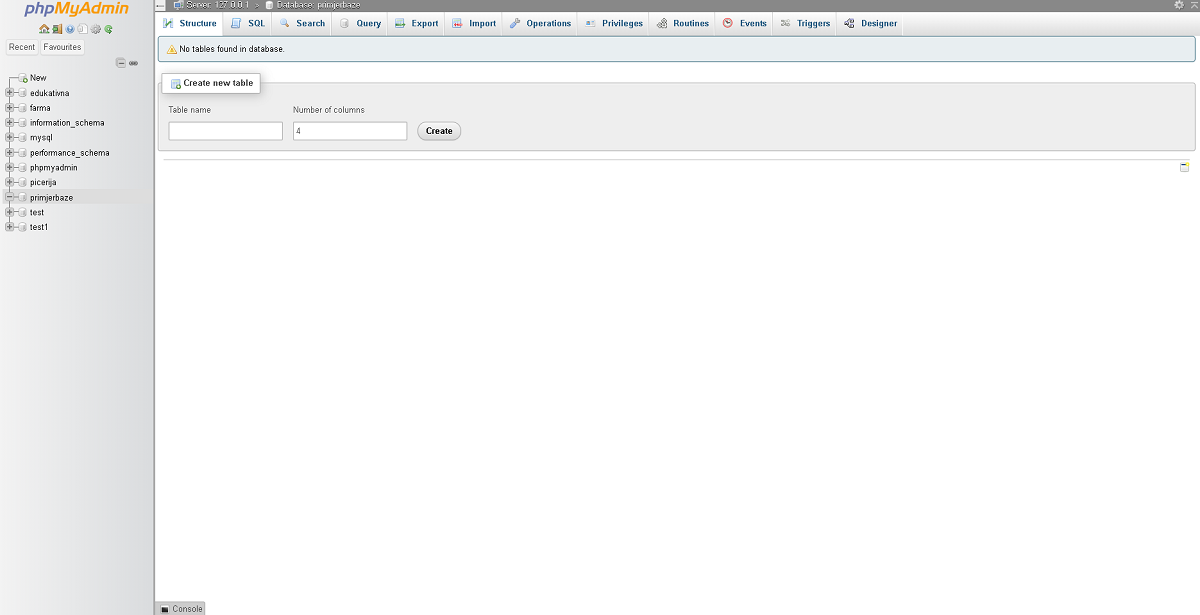 phpMyAdmin
Recent Favourites
New
edukativna
farma
information_schema
mysql
performance_schema
phpmyadmin
picerija
primjerbaze
test
test1
Server: 127.0.0.1 » Database: primjerbaze
Structure SQL Search Query Export Import Operations Privileges Routines Events Triggers Designer
No tables found in database.
Create new table
Table name Number of columns
4 Create
Console